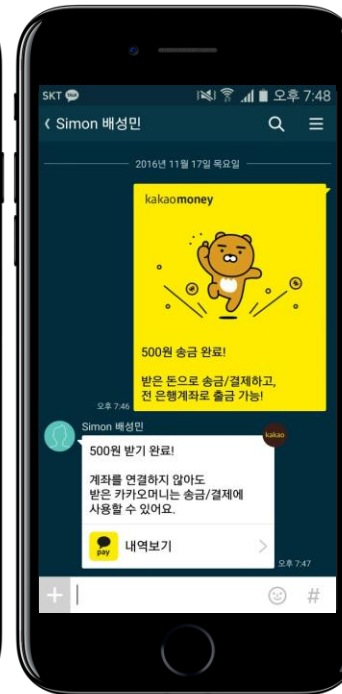 SKT 오후 7:48
Simon 배성민
2016년 11월 17일 목요일
kakaomoney
500원 송금 완료!
받은 돈으로 송금/결제하고,
전 은행계좌로 출금 가능!
오후 7:46
Simon 배성민
kakao
500원 받기 완료!
계좌를 연결하지 않아도
받은 카카오머니는 송금/결제에
사용할 수 있어요.
pay 내역보기
오후 7:47
#